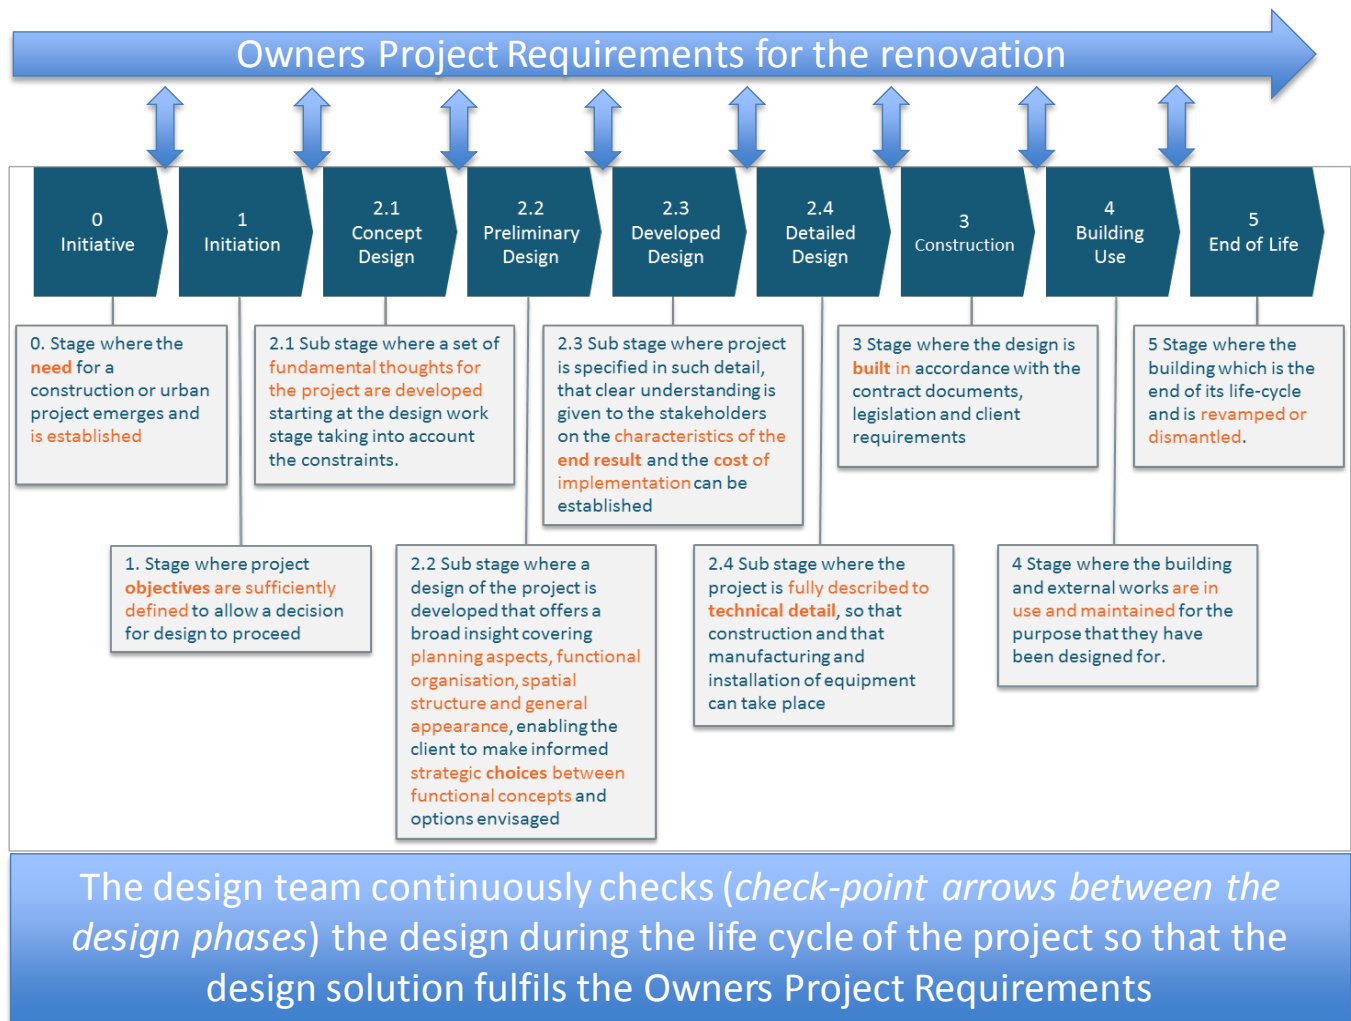 Owners Project Requirements for the renovation
0
Initiative
1
Initiation
2.1
Concept
Design
2.2
Preliminary
Design
2.3
Developed
Design
2.4
Detailed
Design
3
Construction
4
Building
Use
5
End of Life
0. Stage where the
need for a
construction or urban
project emerges and
is established
2.1 Sub stage where a set of
fundamental thoughts for
the project are developed
starting at the design work
stage taking into account
the constraints.
2.3 Sub stage where project
is specified in such detail,
that clear understanding is
given to the stakeholders
on the characteristics of the
end result and the cost of
implementation can be
established
3 Stage where the design is
built in accordance with the
contract documents,
legislation and client
requirements
5 Stage where the
building which is the
end of its life-cycle
and is revamped or
dismantled.
1. Stage where project
objectives are sufficiently
defined to allow a decision
for design to proceed
2.2 Sub stage where a
design of the project is
developed that offers a
broad insight covering
planning aspects, functional
organisation, spatial
structure and general
appearance, enabling the
client to make informed
strategic choices between
functional concepts and
options envisaged
2.4 Sub stage where the
project is fully described to
technical detail, so that
construction and that
manufacturing and
installation of equipment
can take place
4 Stage where the building
and external works are in
use and maintained for the
purpose that they have
been designed for.
The design team continuously checks (check-point arrows between the
design phases) the design during the life cycle of the project so that the
design solution fulfils the Owners Project Requirements